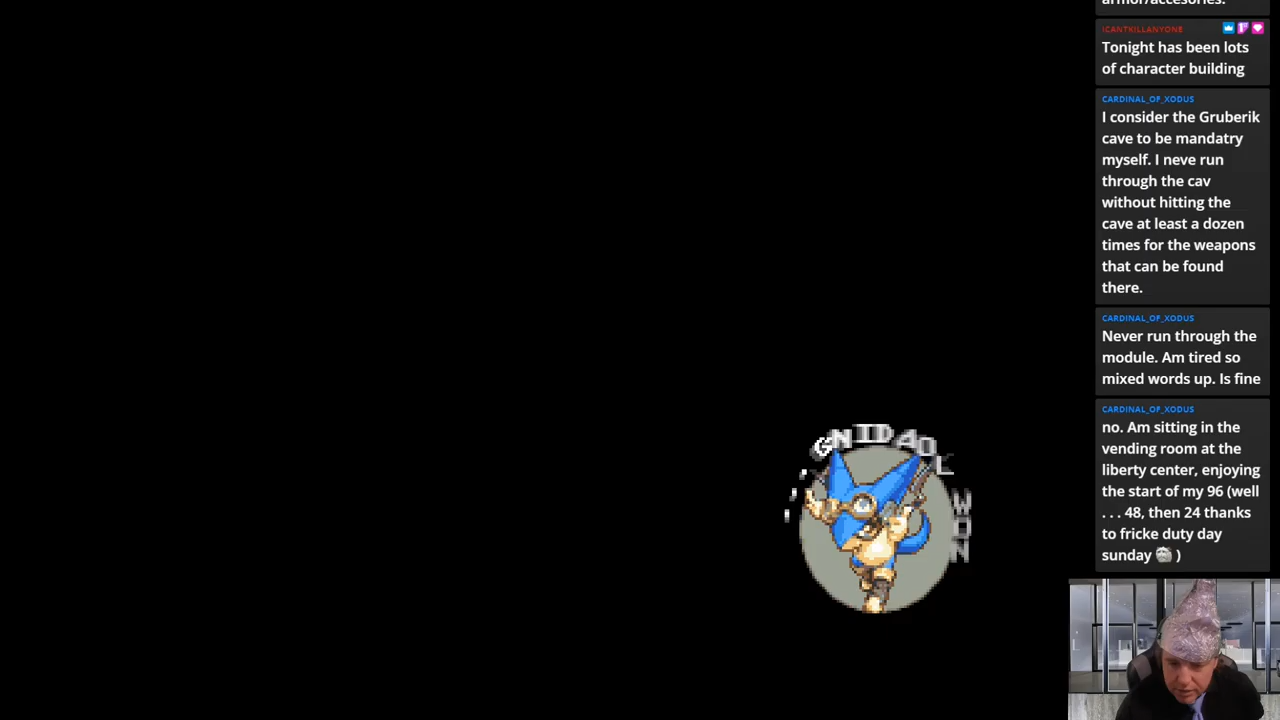 armor/accesories.
ICANTKILLANYONE
Tonight has been lots
of character building
CARDINAL_OF_XODUS
I consider the Gruberik
cave to be mandatry
myself. I neve run
through the cav
without hitting the
cave at least a dozen
times for the weapons
that can be found
there.
CARDINAL_OF_XODUS
Never run through the
module. Am tired so
mixed words up. Is fine
CARDINAL_OF_XODUS
no. Am sitting in the
vending room at the
liberty center, enjoying
the start of my 96 (well
. . . 48, then 24 thanks
to fricke duty day
sunday )
GNIDAOL
WON